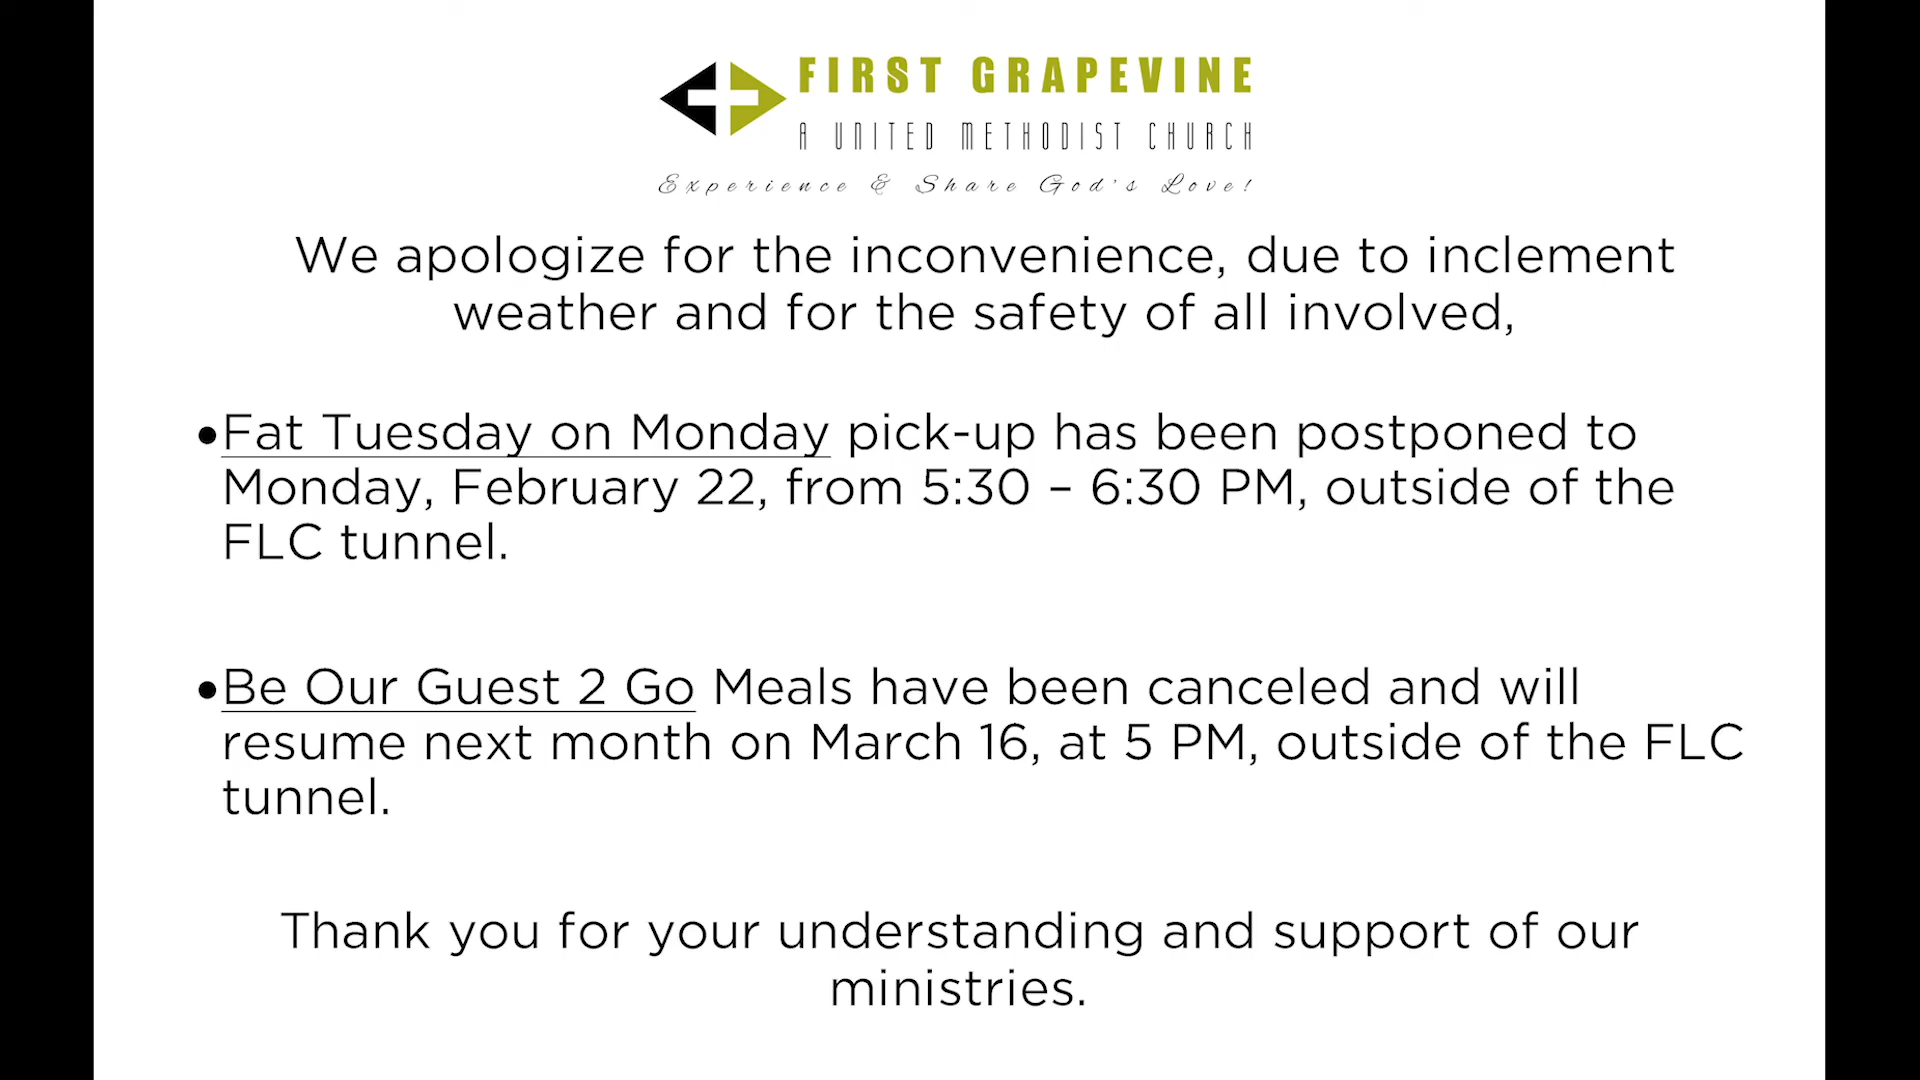 FIRST GRAPEVINE
A UNITED METHODIST CHURCH
Experience & Share God's Love!
We apologize for the inconvenience, due to inclement
weather and for the safety of all involved,
•Fat Tuesday on Monday pick-up has been postponed to
Monday, February 22, from 5:30 – 6:30 PM, outside of the
FLC tunnel.
•Be Our Guest 2 Go Meals have been canceled and will
resume next month on March 16, at 5 PM, outside of the FLC
tunnel.
Thank you for your understanding and support of our
ministries.